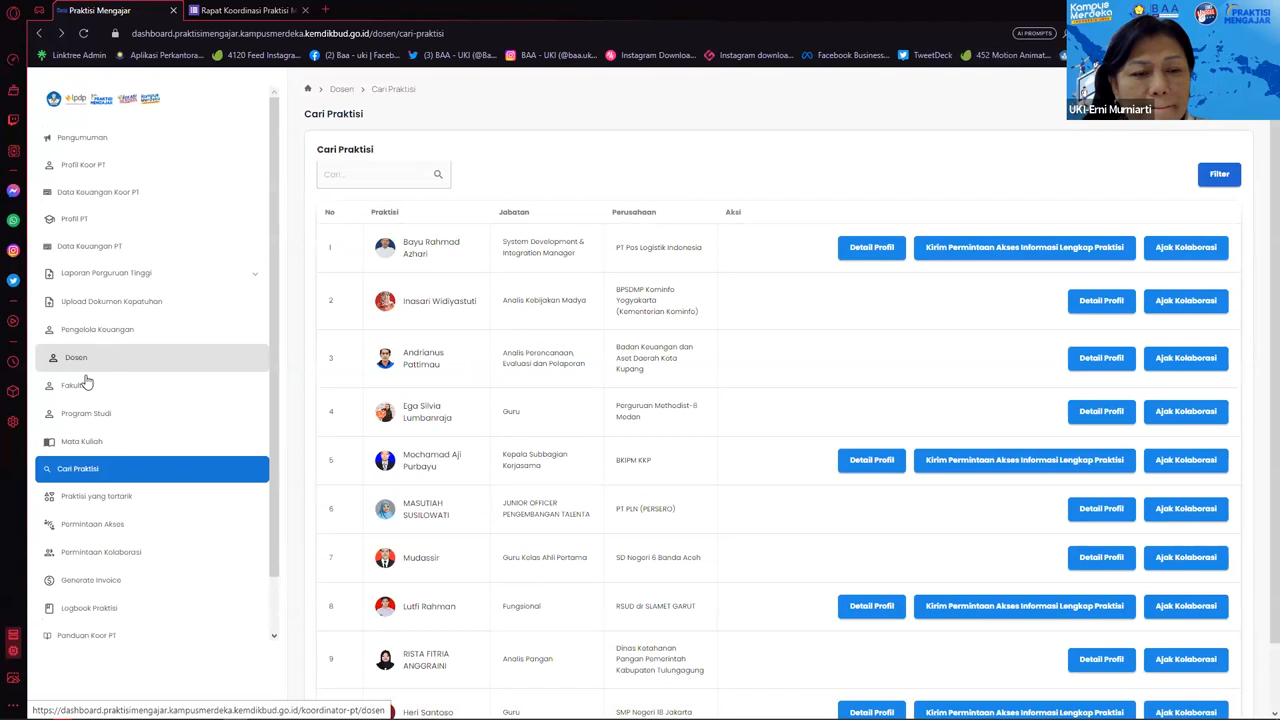 Praktisi Mengajar
Rapat Koordinasi Praktisi M
dashboard.praktisimengajar.kampusmerdeka.kemdikbud.go.id/dosen/cari-praktisi
AI PROMPTS
Linktree Admin
Aplikasi Perkantora...
4120 Feed Instagra...
(2) Baa - uki | Faceb...
(3) BAA - UKI (@Ba...
BAA - UKI (@baa.uk...
Instagram Downloa...
Instagram downloa...
Facebook Business...
TweetDeck
452 Motion Animat...
Kampus
Merdeka
BAA
PRAKTISI
MENGAJAR
UKI-Erni Murniarti
lpdp
PRAKTISI
MENGAJAR
Kampus
Merdeka
Pengumuman
Profil Koor PT
Data Keuangan Koor PT
Profil PT
Data Keuangan PT
Laporan Perguruan Tinggi
Upload Dokumen Kepatuhan
Pengelola Keuangan
Dosen
Program Studi
Mata Kuliah
Cari Praktisi
Praktisi yang tertarik
Permintaan Akses
Permintaan Kolaborasi
Generate Invoice
Logbook Praktisi
Panduan Koor PT
https://dashboard.praktisimengajar.kampusmerdeka.kemdikbud.go.id/koordinator-pt/dosen
Dosen > Cari Praktisi
Cari Praktisi
Cari Praktisi
Cari...
Filter
No Praktisi Jabatan Perusahaan Aksi
1 Bayu Rahmad Azhari System Development & Integration Manager PT Pos Logistik Indonesia Detail Profil Kirim Permintaan Akses Informasi Lengkap Praktisi Ajak Kolaborasi
2 Inasari Widiyastuti Analis Kebijakan Madya BPSDMP Kominfo Yogyakarta (Kementerian Kominfo) Detail Profil Ajak Kolaborasi
3 Andrianus Pattimau Analis Perencanaan, Evaluasi dan Pelaporan Badan Keuangan dan Aset Daerah Kota Kupang Detail Profil Ajak Kolaborasi
4 Ega Silvia Lumbanraja Guru Perguruan Methodist-8 Medan Detail Profil Ajak Kolaborasi
5 Mochamad Aji Purbayu Kepala Subbagian Kerjasama BKIPM KKP Detail Profil Kirim Permintaan Akses Informasi Lengkap Praktisi Ajak Kolaborasi
6 MASUTIAH SUSILOWATI JUNIOR OFFICER PENGEMBANGAN TALENTA PT PLN (PERSERO) Detail Profil Ajak Kolaborasi
7 Mudassir Guru Kelas Ahli Pertama SD Negeri 6 Banda Aceh Detail Profil Ajak Kolaborasi
8 Lutfi Rahman Fungsional RSUD dr SLAMET GARUT Detail Profil Kirim Permintaan Akses Informasi Lengkap Praktisi Ajak Kolaborasi
9 RISTA FITRIA ANGGRAINI Analis Pangan Dinas Ketahanan Pangan Pemerintah Kabupaten Tulungagung Detail Profil Ajak Kolaborasi
Heri Santoso Guru SMP Negeri 18 Jakarta Detail Profil Kirim Permintaan Akses Informasi Lengkap Praktisi Ajak Kolaborasi